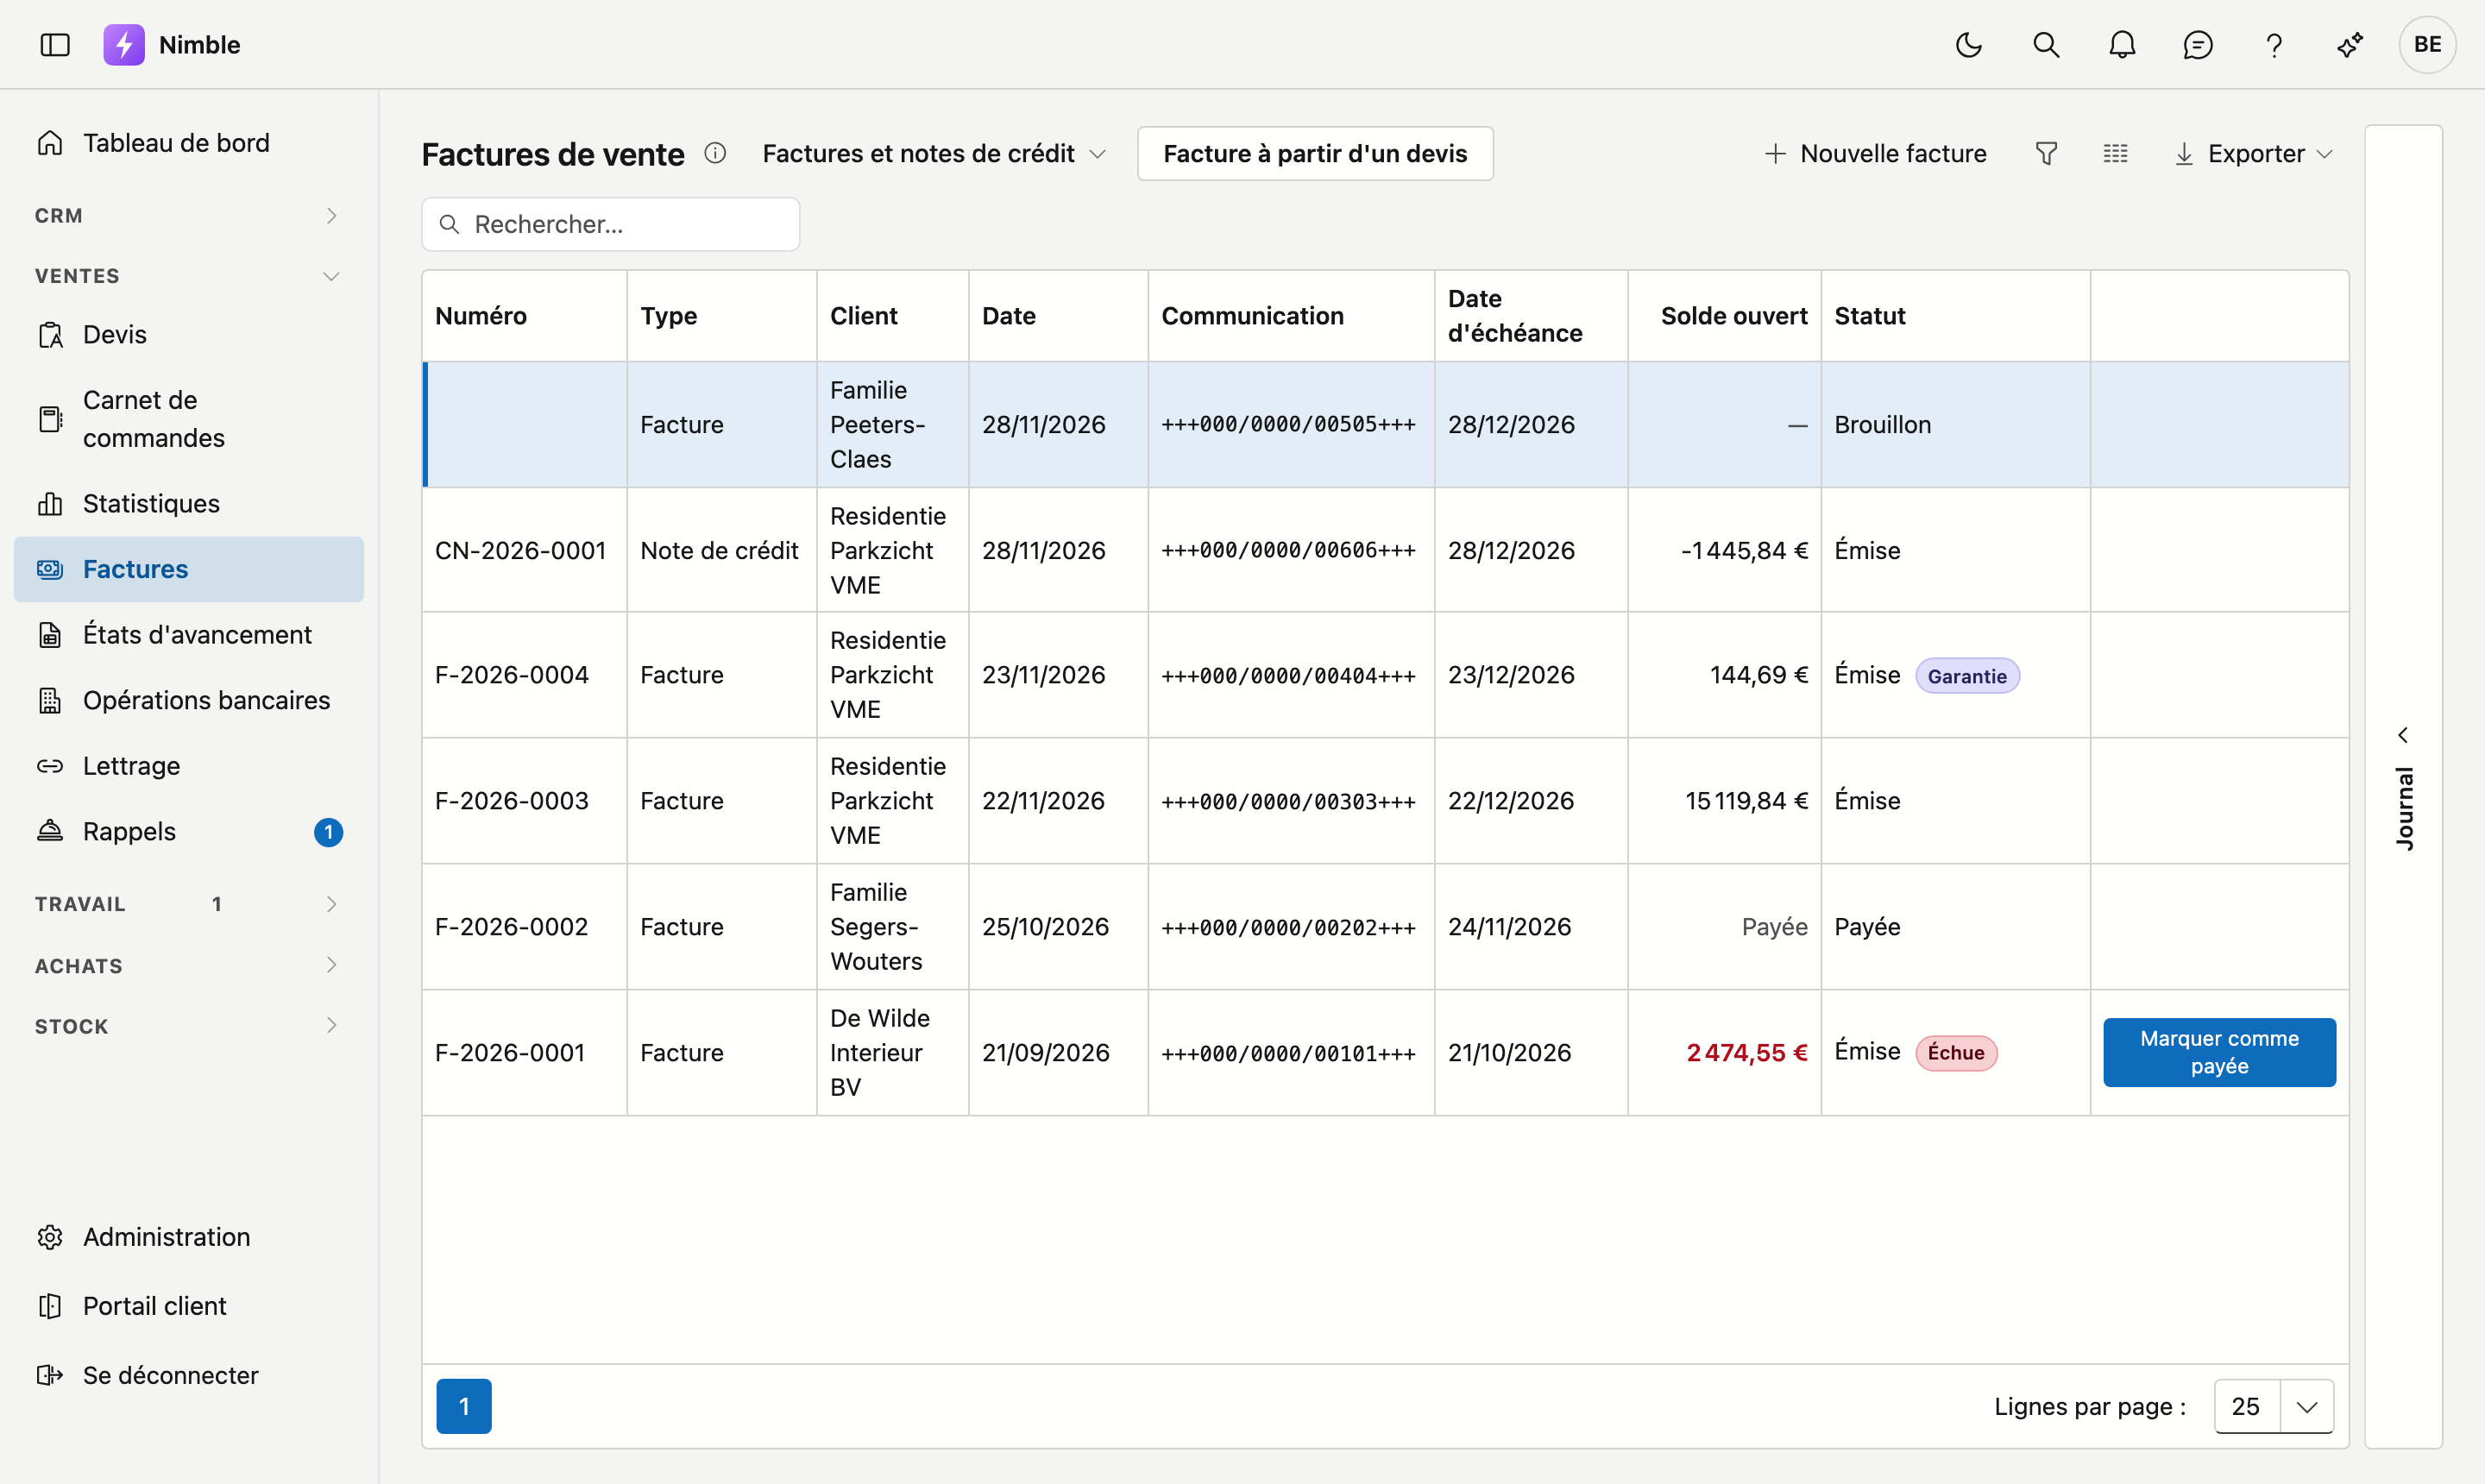 Nimble
BE
Tableau de bord
CRM
VENTES
Devis
Carnet de
commandes
Statistiques
Factures
États d'avancement
Opérations bancaires
Lettrage
Rappels 1
TRAVAIL 1
ACHATS
STOCK
Administration
Portail client
Se déconnecter
Factures de vente Factures et notes de crédit Facture à partir d'un devis Nouvelle facture Exporter
Rechercher...
Numéro Type Client Date Communication Date d'échéance Solde ouvert Statut
Facture Familie Peeters-Claes 28/11/2026 +++000/0000/00505+++ 28/12/2026 — Brouillon
CN-2026-0001 Note de crédit Residentie Parkzicht VME 28/11/2026 +++000/0000/00606+++ 28/12/2026 -1 445,84 € Émise
F-2026-0004 Facture Residentie Parkzicht VME 23/11/2026 +++000/0000/00404+++ 23/12/2026 144,69 € Émise Garantie
F-2026-0003 Facture Residentie Parkzicht VME 22/11/2026 +++000/0000/00303+++ 22/12/2026 15 119,84 € Émise
F-2026-0002 Facture Familie Segers-Wouters 25/10/2026 +++000/0000/00202+++ 24/11/2026 Payée Payée
F-2026-0001 Facture De Wilde Interieur BV 21/09/2026 +++000/0000/00101+++ 21/10/2026 2 474,55 € Émise Échue Marquer comme payée
1
Lignes par page : 25
Journal